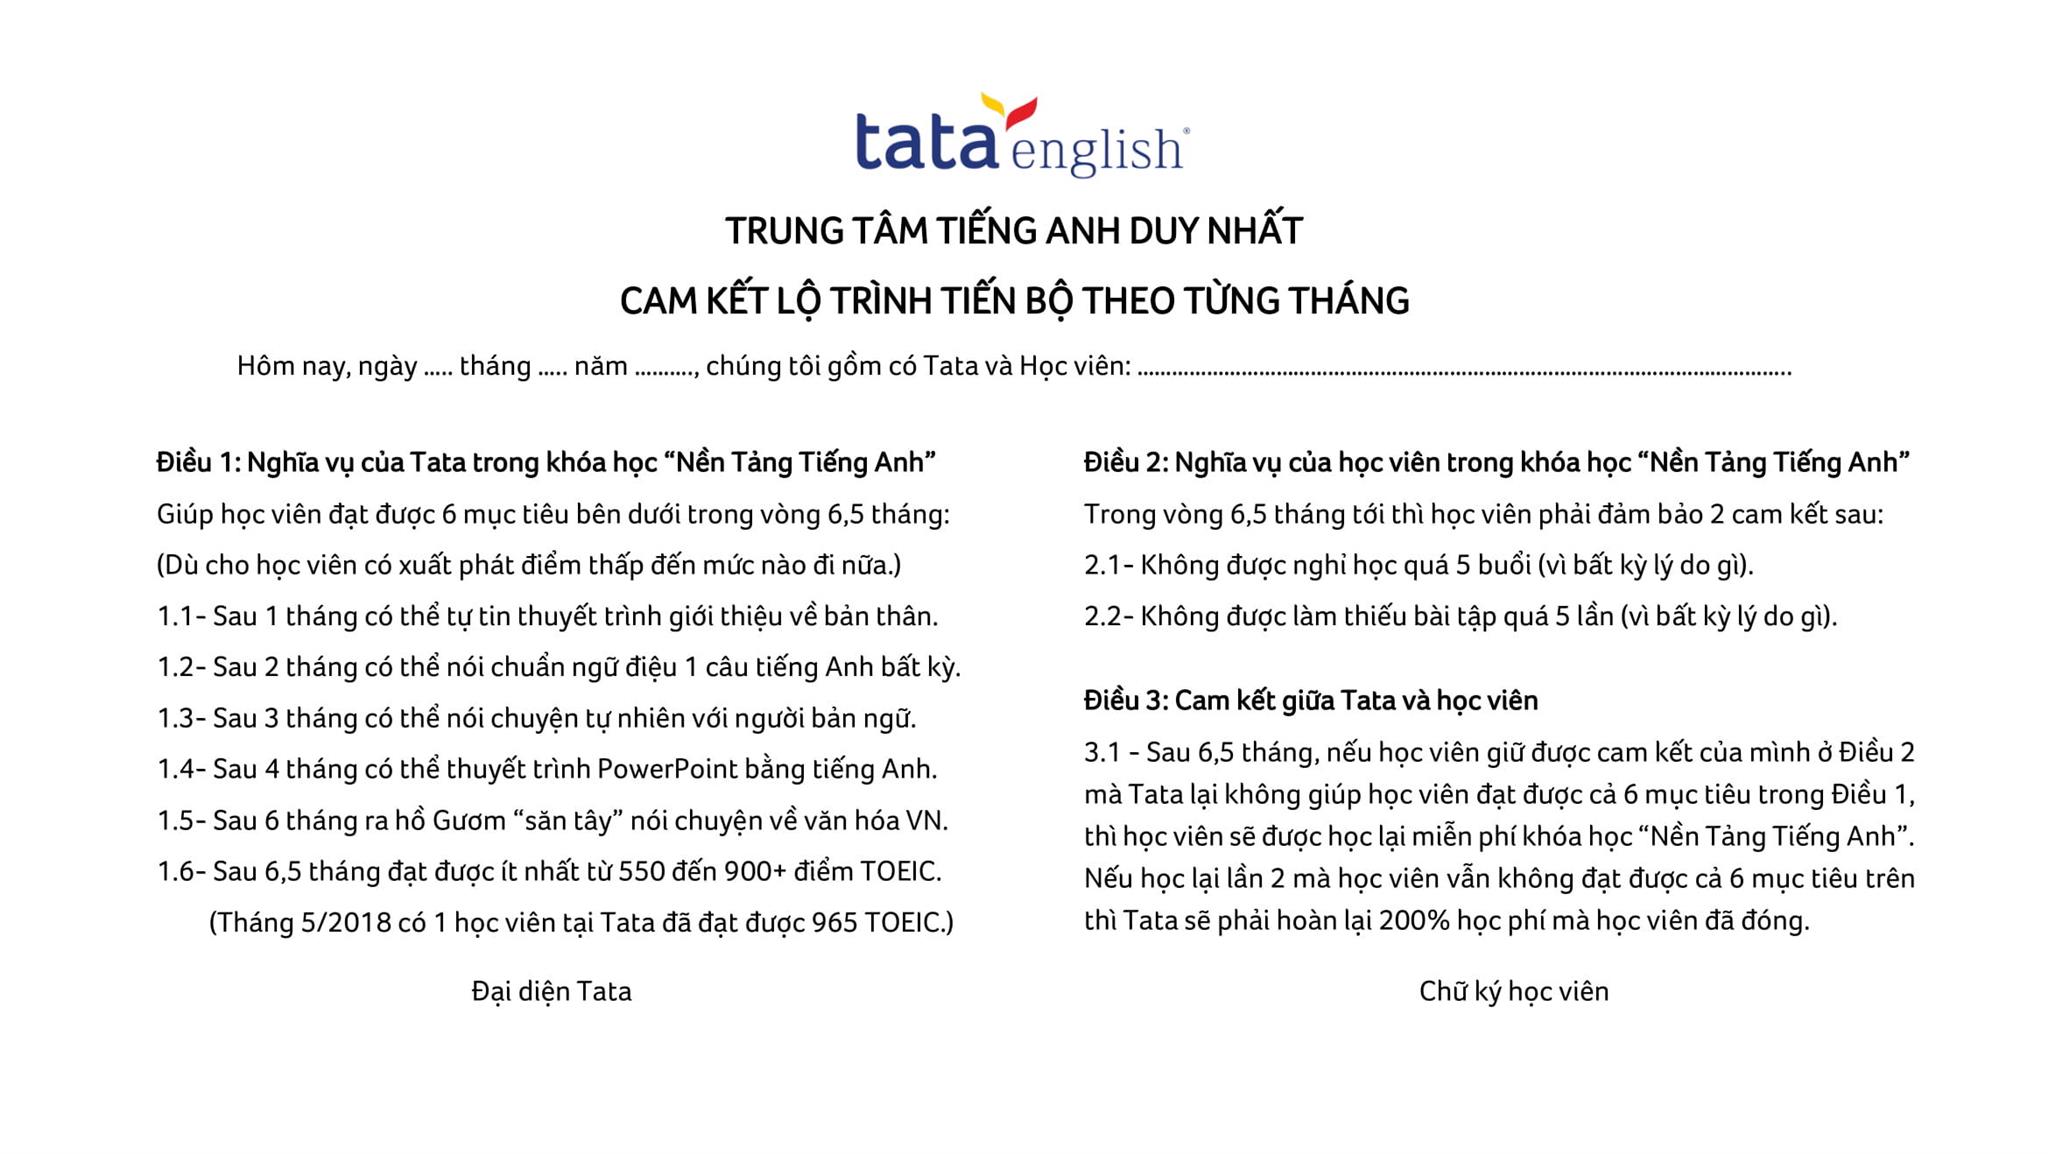 tata english®
TRUNG TÂM TIẾNG ANH DUY NHẤT
CAM KẾT LỘ TRÌNH TIẾN BỘ THEO TỪNG THÁNG
Hôm nay, ngày ..... tháng ..... năm .........., chúng tôi gồm có Tata và Học viên: ..............................................................................................................
Điều 1: Nghĩa vụ của Tata trong khóa học “Nền Tảng Tiếng Anh”
Giúp học viên đạt được 6 mục tiêu bên dưới trong vòng 6,5 tháng:
(Dù cho học viên có xuất phát điểm thấp đến mức nào đi nữa.)
1.1- Sau 1 tháng có thể tự tin thuyết trình giới thiệu về bản thân.
1.2- Sau 2 tháng có thể nói chuẩn ngữ điệu 1 câu tiếng Anh bất kỳ.
1.3- Sau 3 tháng có thể nói chuyện tự nhiên với người bản ngữ.
1.4- Sau 4 tháng có thể thuyết trình PowerPoint bằng tiếng Anh.
1.5- Sau 6 tháng ra hồ Gươm “săn tây” nói chuyện về văn hóa VN.
1.6- Sau 6,5 tháng đạt được ít nhất từ 550 đến 900+ điểm TOEIC.
(Tháng 5/2018 có 1 học viên tại Tata đã đạt được 965 TOEIC.)
Đại diện Tata
Điều 2: Nghĩa vụ của học viên trong khóa học “Nền Tảng Tiếng Anh”
Trong vòng 6,5 tháng tới thì học viên phải đảm bảo 2 cam kết sau:
2.1- Không được nghỉ học quá 5 buổi (vì bất kỳ lý do gì).
2.2- Không được làm thiếu bài tập quá 5 lần (vì bất kỳ lý do gì).
Điều 3: Cam kết giữa Tata và học viên
3.1 - Sau 6,5 tháng, nếu học viên giữ được cam kết của mình ở Điều 2
mà Tata lại không giúp học viên đạt được cả 6 mục tiêu trong Điều 1,
thì học viên sẽ được học lại miễn phí khóa học “Nền Tảng Tiếng Anh”.
Nếu học lại lần 2 mà học viên vẫn không đạt được cả 6 mục tiêu trên
thì Tata sẽ phải hoàn lại 200% học phí mà học viên đã đóng.
Chữ ký học viên